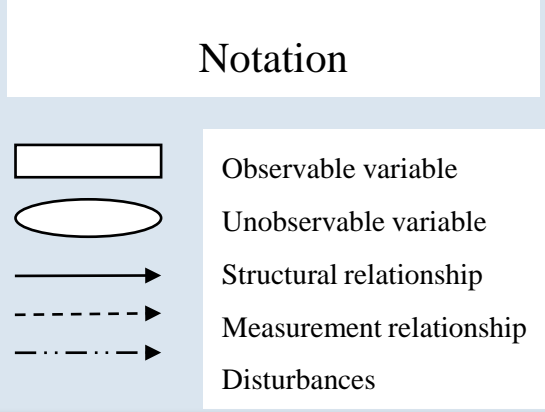 Notation
Observable variable
Unobservable variable
Structural relationship
Measurement relationship
Disturbances